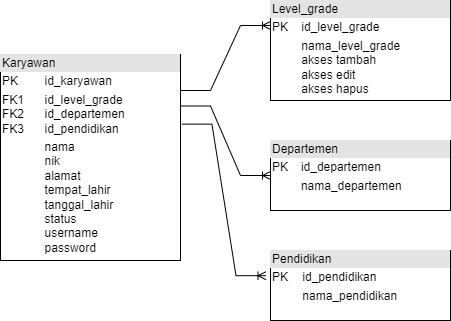 Karyawan
PK id_karyawan
FK1 id_level_grade
FK2 id_departemen
FK3 id_pendidikan
nama
nik
alamat
tempat_lahir
tanggal_lahir
status
username
password
Level_grade
PK id_level_grade
nama_level_grade
akses tambah
akses edit
akses hapus
Departemen
PK id_departemen
nama_departemen
Pendidikan
PK id_pendidikan
nama_pendidikan